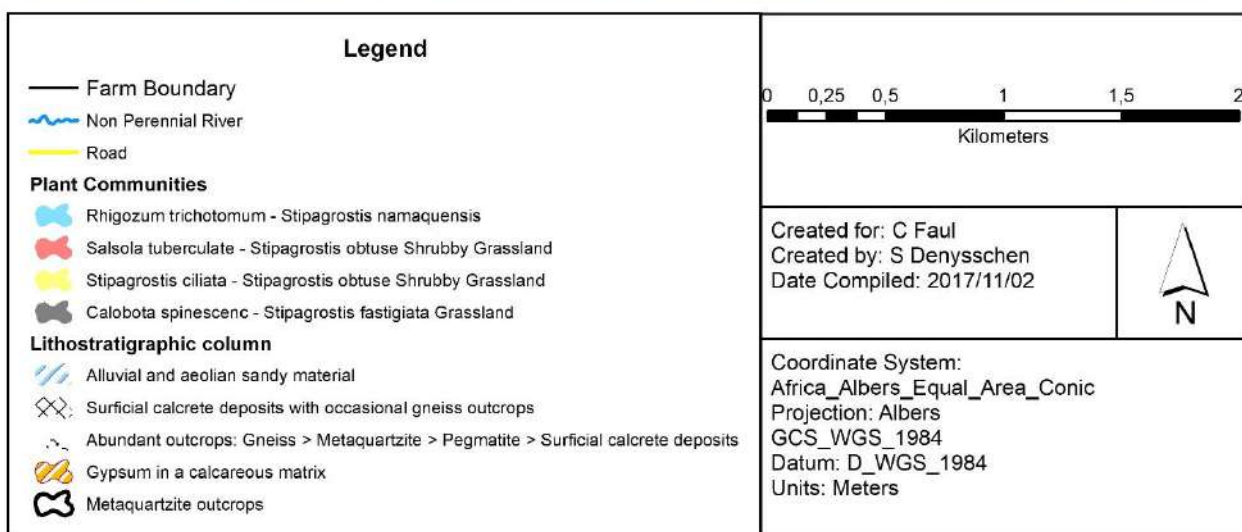 Legend
Farm Boundary
Non Perennial River
Road
Plant Communities
Rhigozum trichotomum - Stipagrostis namaquensis
Salsola tuberculate - Stipagrostis obtuse Shrubby Grassland
Stipagrostis ciliata - Stipagrostis obtuse Shrubby Grassland
Calobota spinescenc - Stipagrostis fastigiata Grassland
Lithostratigraphic column
Alluvial and aeolian sandy material
Surficial calcrete deposits with occasional gneiss outcrops
Abundant outcrops: Gneiss > Metaquartzite > Pegmatite > Surficial calcrete deposits
Gypsum in a calcareous matrix
Metaquartzite outcrops
0 0,25 0,5 1 1,5 2
Kilometers
Created for: C Faul
Created by: S Denysschen
Date Compiled: 2017/11/02
N
Coordinate System:
Africa_Albers_Equal_Area_Conic
Projection: Albers
GCS_WGS_1984
Datum: D_WGS_1984
Units: Meters